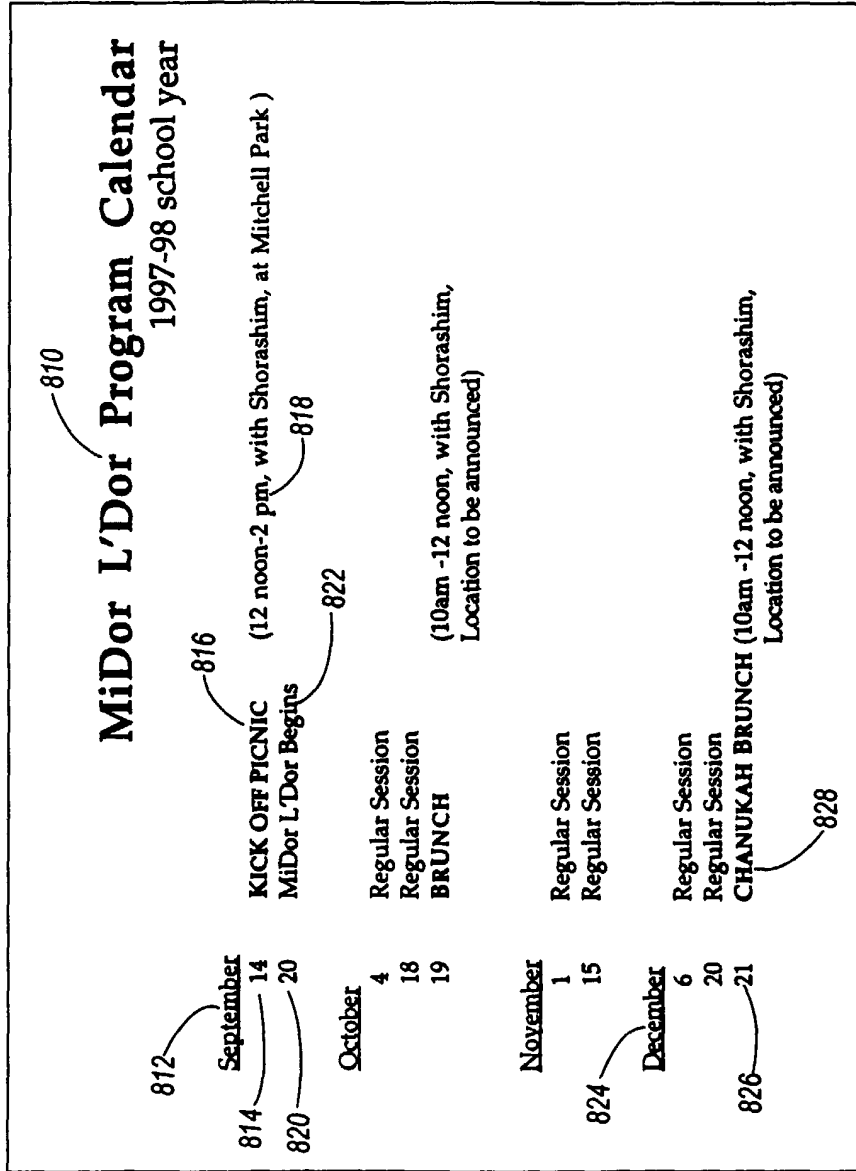 810
MiDor L'Dor Program Calendar
1997-98 school year
812
September
814
14 KICK OFF PICNIC (12 noon-2 pm, with Shorashim, at Mitchell Park )
816
818
820
20 MiDor L'Dor Begins
822
October
4 Regular Session
18 Regular Session
19 BRUNCH (10am -12 noon, with Shorashim,
Location to be announced)
November
1 Regular Session
15 Regular Session
824
December
6 Regular Session
20 Regular Session
21 CHANUKAH BRUNCH (10am -12 noon, with Shorashim,
Location to be announced)
826
828